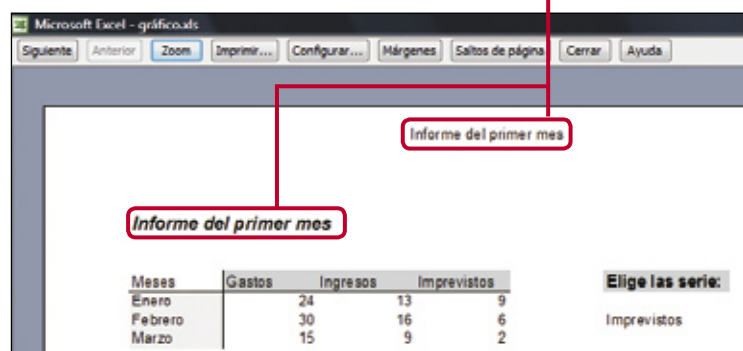 Microsoft Excel - gráfico.xls
Siguiente Anterior Zoom Imprimir... Configurar... Márgenes Saltos de página Cerrar Ayuda
Informe del primer mes
Informe del primer mes
Meses Gastos Ingresos Imprevistos Elige las serie:
Enero 24 13 9
Febrero 30 16 6 Imprevistos
Marzo 15 9 2